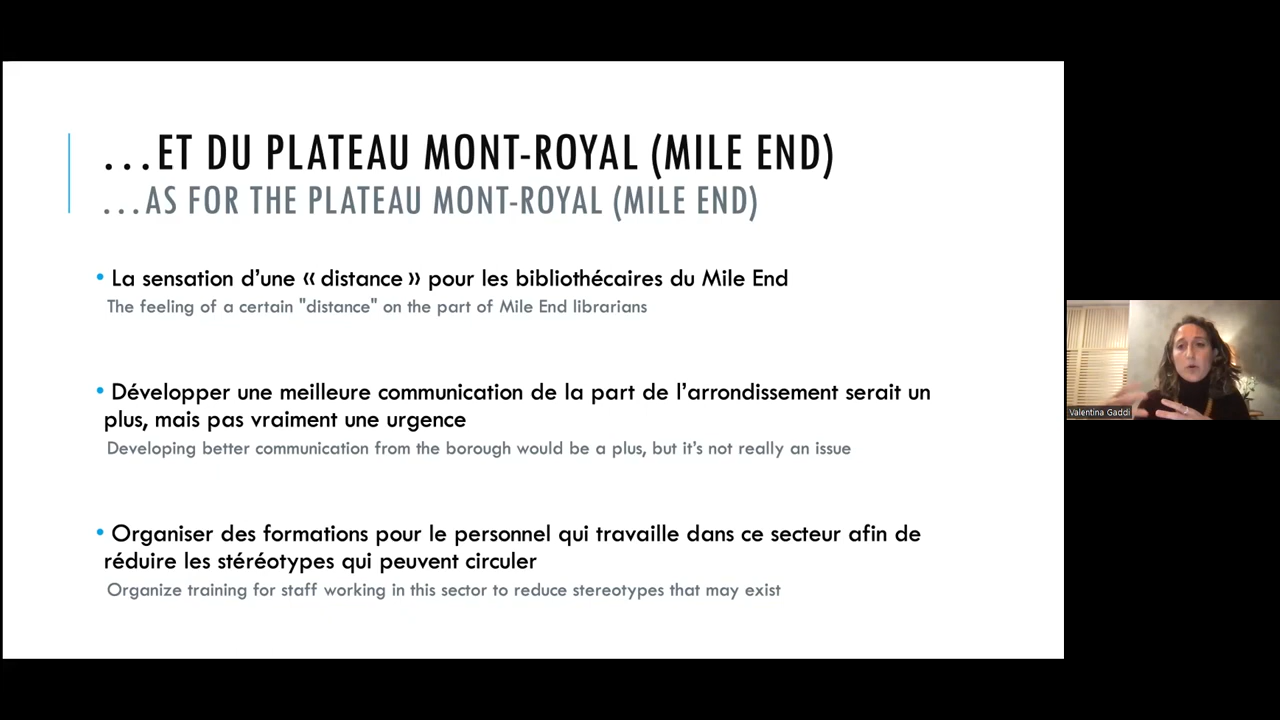 ...ET DU PLATEAU MONT-ROYAL (MILE END)
...AS FOR THE PLATEAU MONT-ROYAL (MILE END)
• La sensation d’une « distance » pour les bibliothécaires du Mile End
The feeling of a certain "distance" on the part of Mile End librarians
• Développer une meilleure communication de la part de l’arrondissement serait un
plus, mais pas vraiment une urgence
Developing better communication from the borough would be a plus, but it’s not really an issue
• Organiser des formations pour le personnel qui travaille dans ce secteur afin de
réduire les stéréotypes qui peuvent circuler
Organize training for staff working in this sector to reduce stereotypes that may exist
Valentina Gaddi